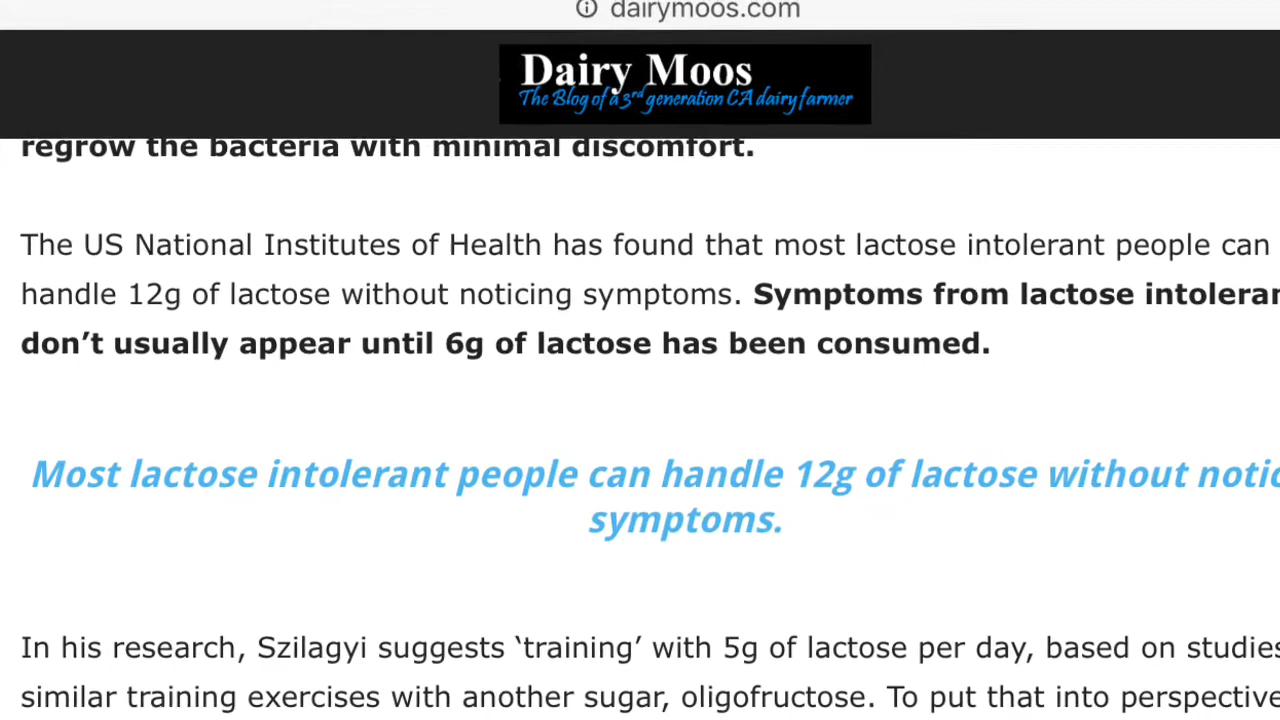 dairymoos.com
Dairy Moos
The Blog of a 3rd generation CA dairy farmer
regrow the bacteria with minimal discomfort.
The US National Institutes of Health has found that most lactose intolerant people can
handle 12g of lactose without noticing symptoms. Symptoms from lactose
don’t usually appear until 6g of lactose has been consumed.
Most lactose intolerant people can handle 12g of lactose without
symptoms.
In his research, Szilagyi suggests ‘training’ with 5g of lactose per day, based on studies
similar training exercises with another sugar, oligofructose. To put that into perspective